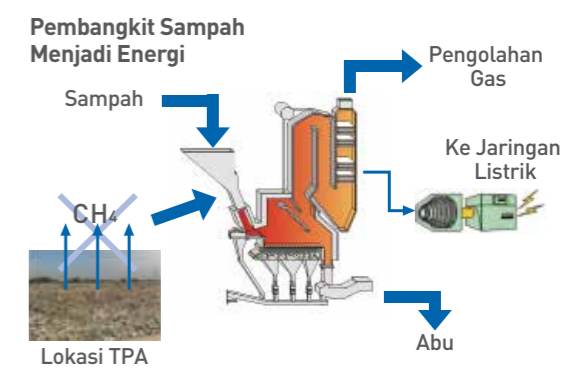 Pembangkit Sampah
Menjadi Energi
Sampah
Pengolahan
Gas
Ke Jaringan
Listrik
CH₄
Abu
Lokasi TPA